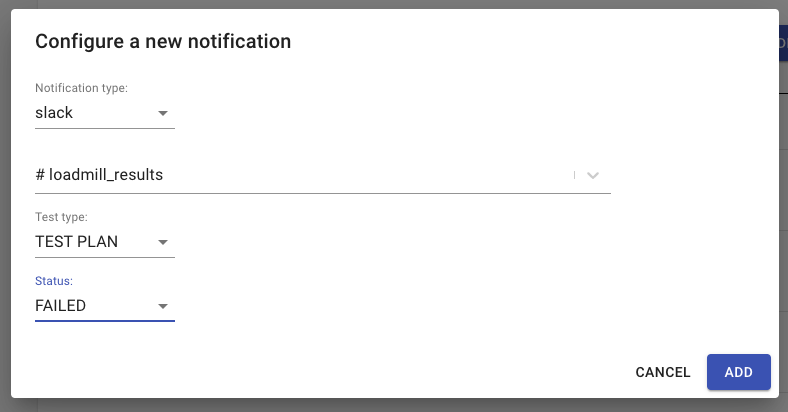 Configure a new notification
Notification type:
slack
# loadmill_results
Test type:
TEST PLAN
Status:
FAILED
CANCEL
ADD